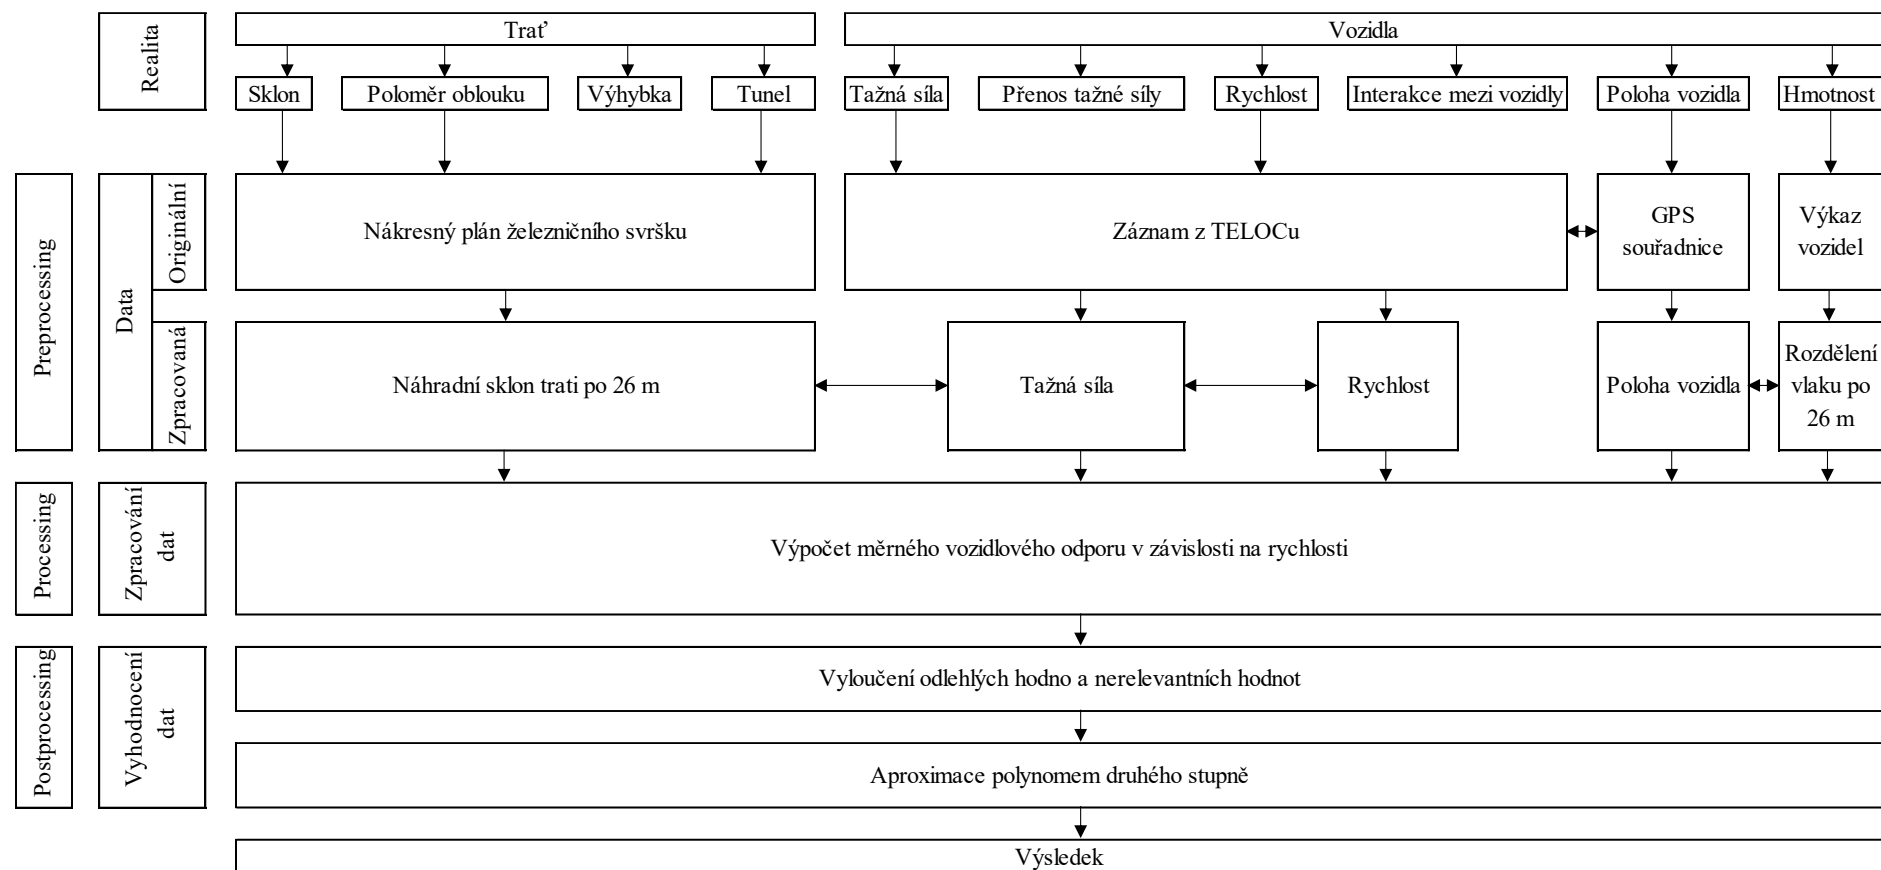 Realita
Trať
Vozidla
Sklon
Poloměr oblouku
Výhybka
Tunel
Tažná síla
Přenos tažné síly
Rychlost
Interakce mezi vozidly
Poloha vozidla
Hmotnost
Preprocessing
Data
Originální
Nákresný plán železničního svršku
Záznam z TELOCu
GPS
souřadnice
Výkaz
vozidel
Zpracovaná
Náhradní sklon trati po 26 m
Tažná síla
Rychlost
Poloha vozidla
Rozdělení
vlaku po
26 m
Processing
Zpracování
dat
Výpočet měrného vozidlového odporu v závislosti na rychlosti
Postprocessing
Vyhodnocení
dat
Vyloučení odlehlých hodno a nerelevantních hodnot
Aproximace polynomem druhého stupně
Výsledek